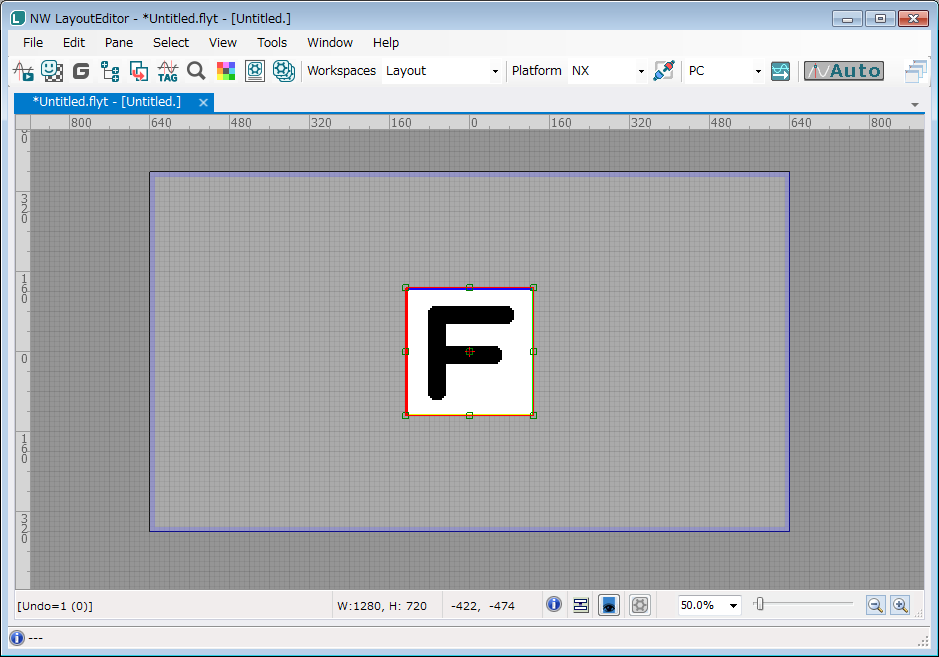 NW LayoutEditor - *Untitled.flyt - [Untitled.]
File Edit Pane Select View Tools Window Help
G TAG Workspaces Layout Platform NX PC Auto
*Untitled.flyt - [Untitled.]
800 640 480 320 160 0 160 320 480 640 800
0
320
160
0
160
320
F
[Undo=1 (0)] W:1280, H: 720 -422, -474 50.0%
---